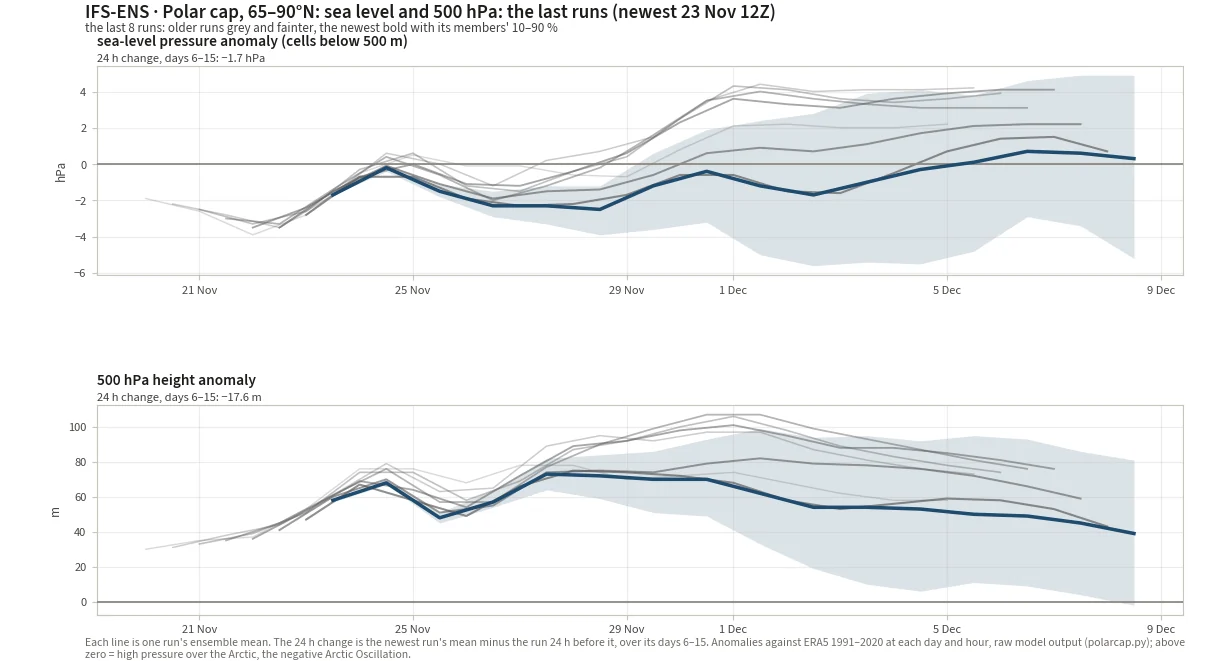 IFS-ENS · Polar cap, 65–90°N: sea level and 500 hPa: the last runs (newest 23 Nov 12Z)
the last 8 runs: older runs grey and fainter, the newest bold with its members' 10–90 %
sea-level pressure anomaly (cells below 500 m)
24 h change, days 6–15: −1.7 hPa
4
2
0
−2
−4
−6
hPa
21 Nov
25 Nov
29 Nov
1 Dec
5 Dec
9 Dec
500 hPa height anomaly
24 h change, days 6–15: −17.6 m
100
80
60
40
20
0
m
21 Nov
25 Nov
29 Nov
1 Dec
5 Dec
9 Dec
Each line is one run's ensemble mean. The 24 h change is the newest run's mean minus the run 24 h before it, over its days 6–15. Anomalies against ERA5 1991–2020 at each day and hour, raw model output (polarcap.py); above
zero = high pressure over the Arctic, the negative Arctic Oscillation.